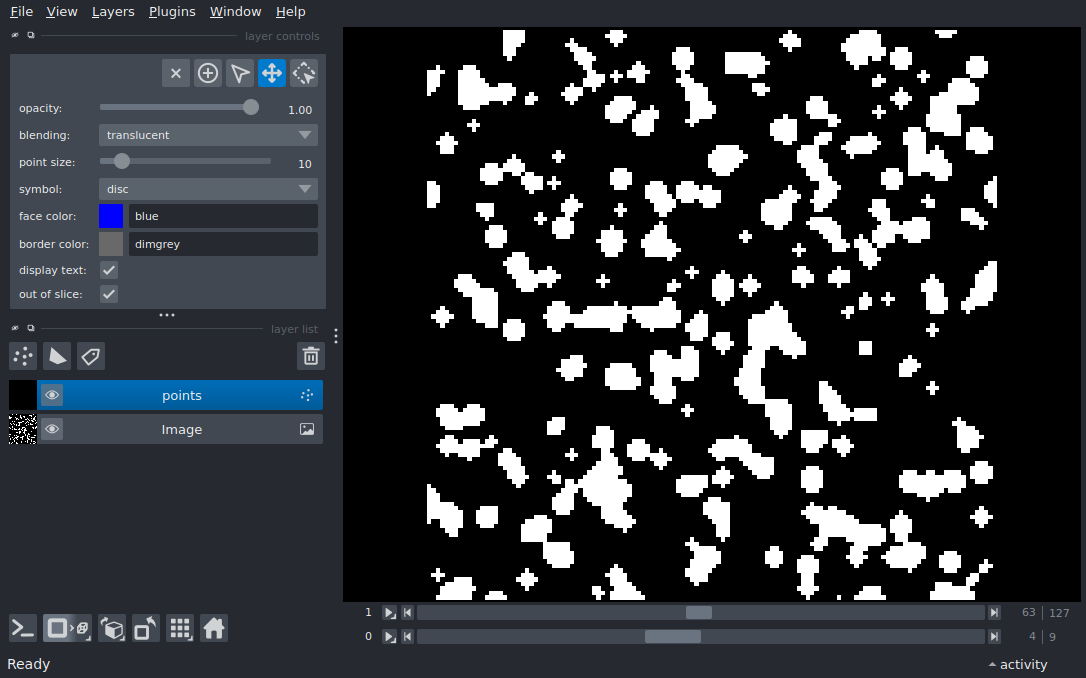 File View Layers Plugins Window Help
layer controls
opacity: 1.00
blending: translucent
point size: 10
symbol: disc
face color: blue
border color: dimgrey
display text:
out of slice:
layer list
points
Image
1 63 127
0 4 9
Ready activity